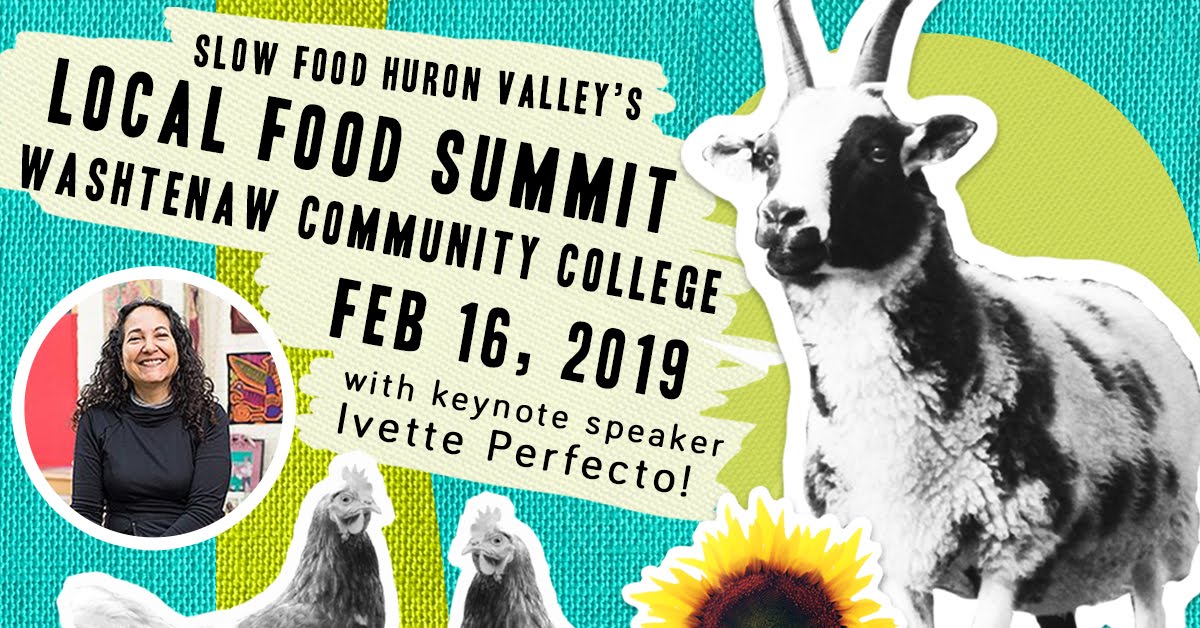 SLOW FOOD HURON VALLEY'S
LOCAL FOOD SUMMIT
WASHTENAW COMMUNITY COLLEGE
FEB 16, 2019
with keynote speaker
Ivette Perfecto!